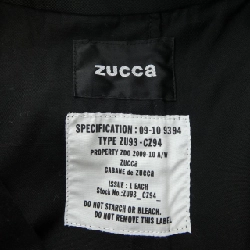 zucca
SPECIFICATION : 09-10 9394
TYPE ZU93-CZ94
PROPERTY ZOO 2009-10 A/W
ZUCCA
CABANE de ZUCCA
ISSUE : 1 EACH
Stock No. ZU93_CZ94_
DO NOT STARCH OR BLEACH.
DO NOT REMOVE THIS LABEL